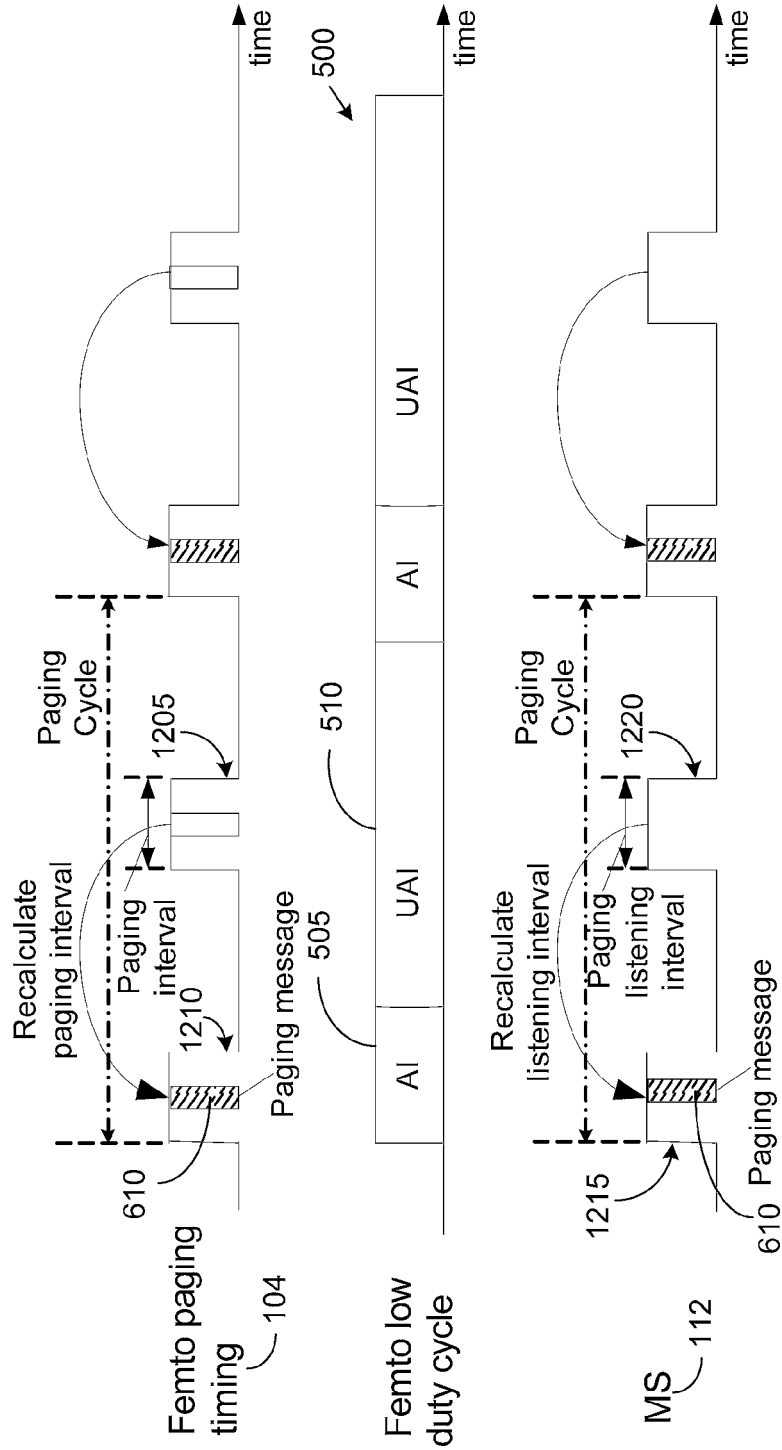 Femto paging
timing
104
610
Paging message
1210
Recalculate
paging interval
Paging
interval
1205
Paging
Cycle
time
Femto low
duty cycle
505
510
500
AI
UAI
AI
UAI
time
MS
112
1215
610
Paging message
Recalculate
listening interval
Paging
listening
interval
1220
Paging
Cycle
time